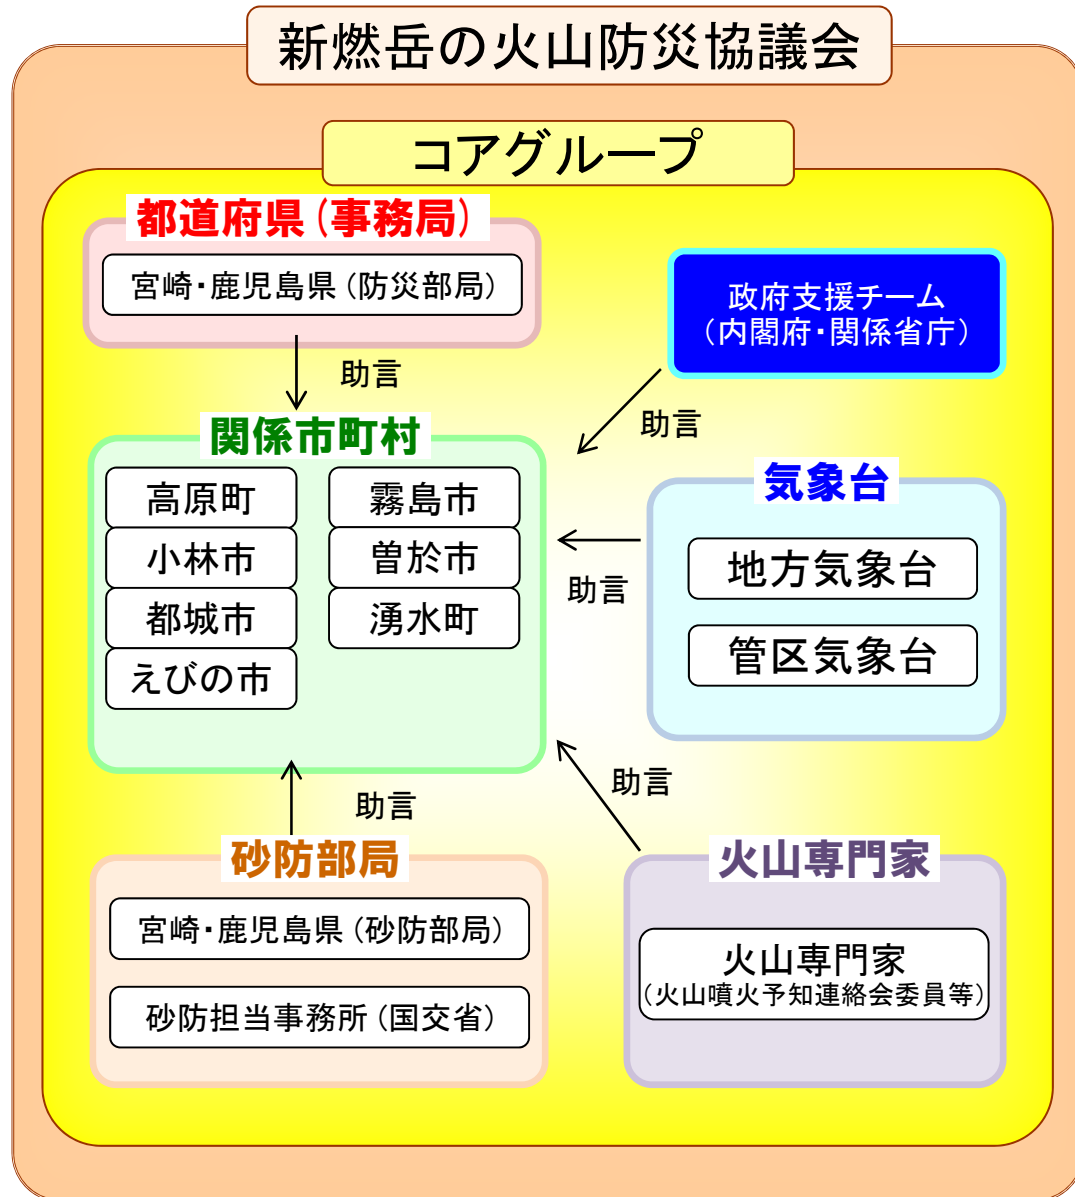 新燃岳の火山防災協議会
コアグループ
都道府県(事務局)
宮崎・鹿児島県(防災部局)
助言
政府支援チーム
(内閣府・関係省庁)
助言
関係市町村
高原町
小林市
都城市
えびの市
霧島市
曽於市
湧水町
気象台
地方気象台
管区気象台
助言
助言
砂防部局
宮崎・鹿児島県(砂防部局)
砂防担当事務所(国交省)
助言
火山専門家
火山専門家
(火山噴火予知連絡会委員等)